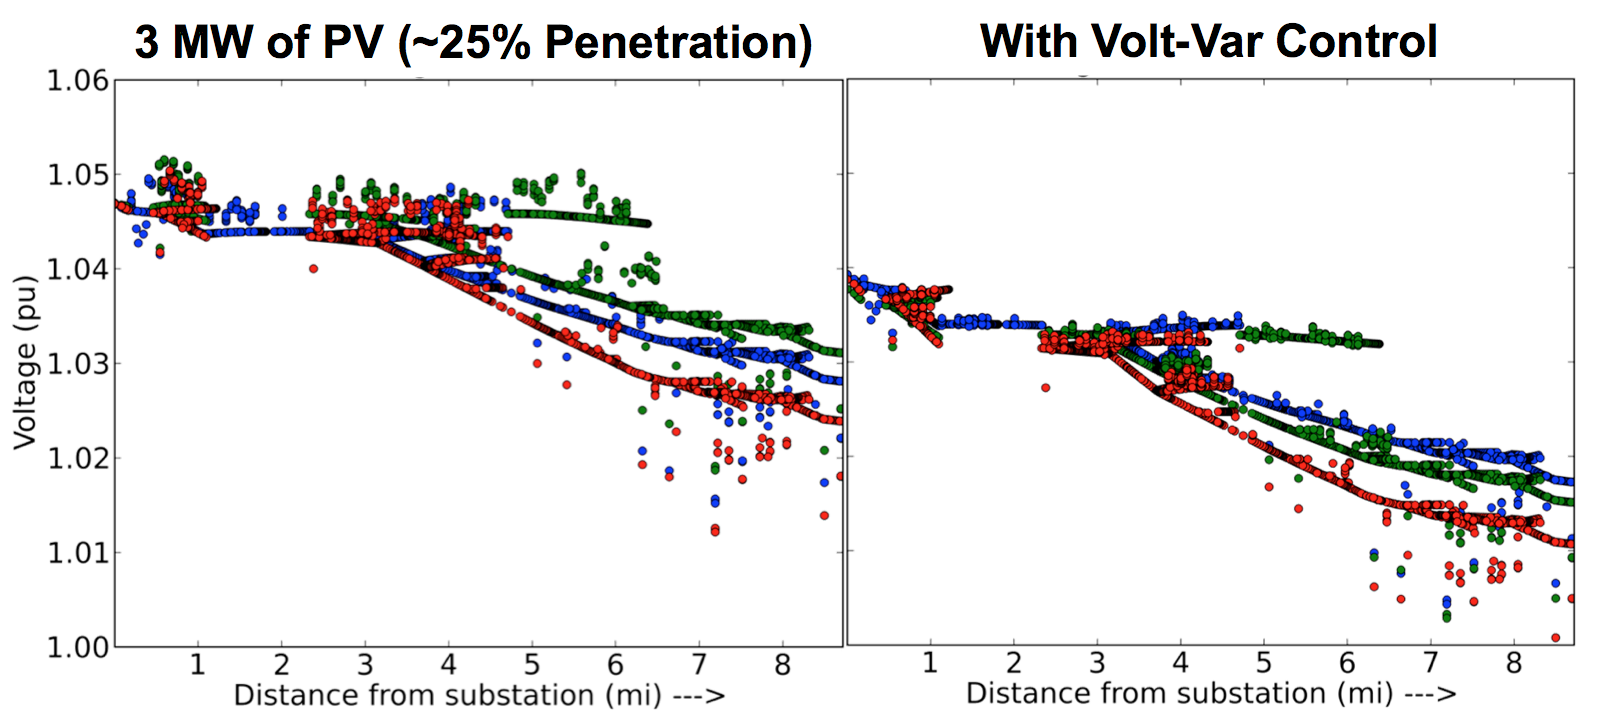 3 MW of PV (~25% Penetration)
With Volt-Var Control
1.06
1.05
1.04
1.03
1.02
1.01
1.00
Voltage (pu)
1 2 3 4 5 6 7 8
Distance from substation (mi) --->
1 2 3 4 5 6 7 8
Distance from substation (mi) --->